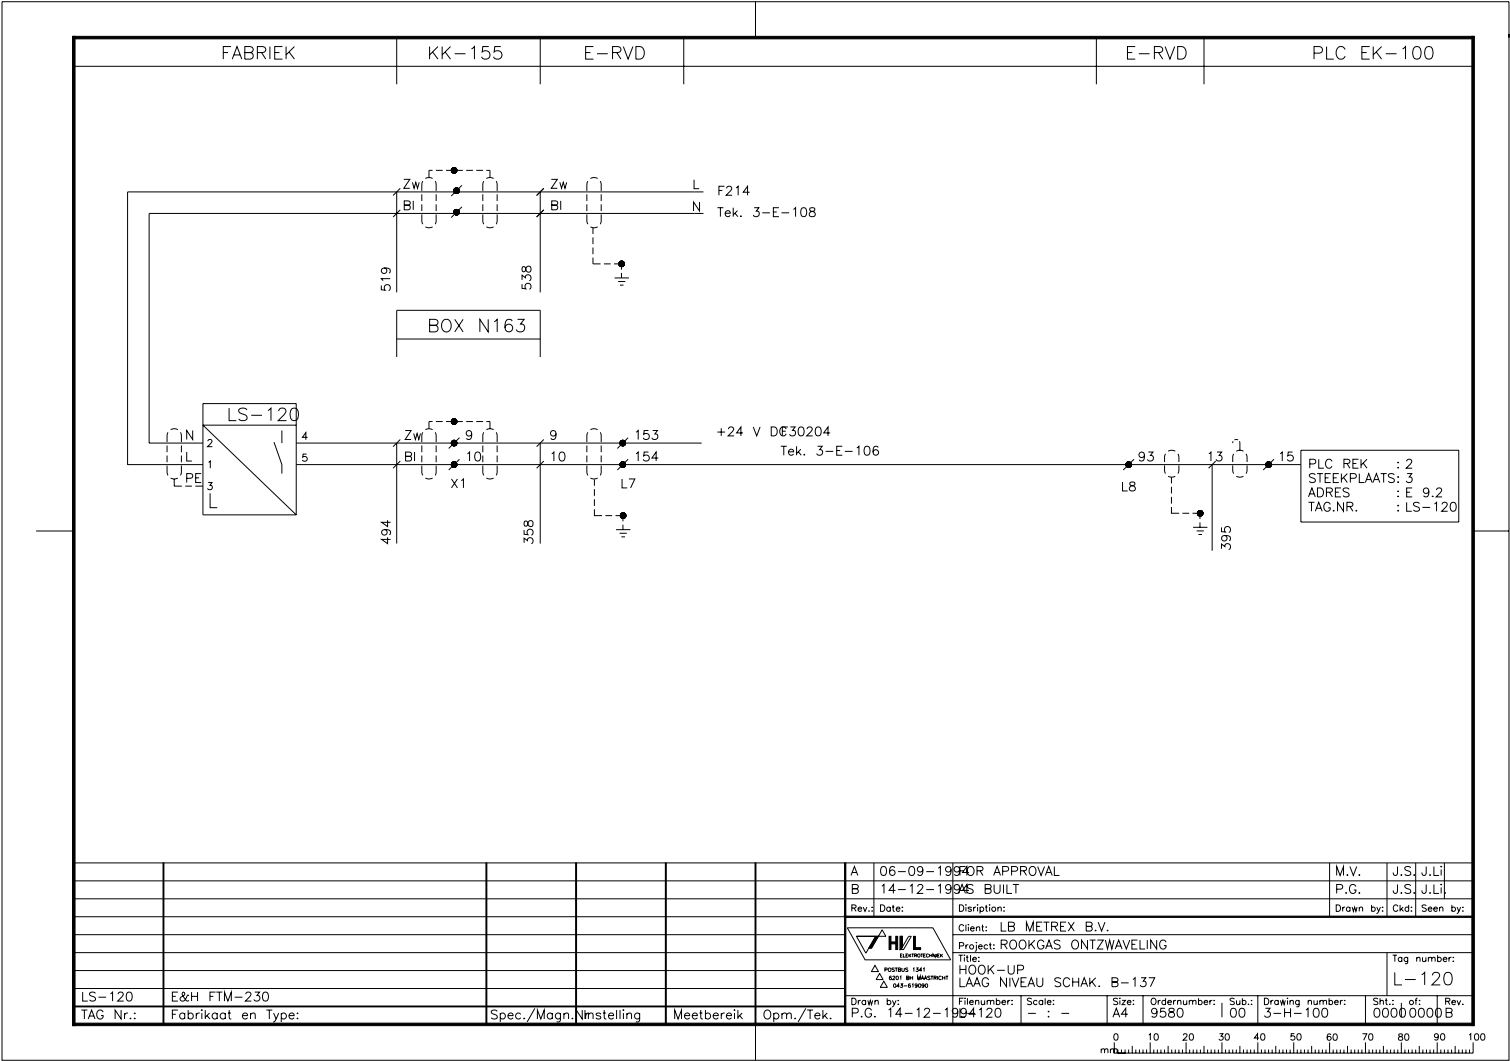 FABRIEK KK-155 E-RVD E-RVD PLC EK-100
Zw Zw L F214
Bl Bl N Tek. 3-E-108
519 538
BOX N163
LS-120
N 2 4 Zw 9 9 153 +24 V DC F30204
Tek. 3-E-106
L 1 5 Bl 10 10 154 93 13 15
PE 3 X1 L7 L8
L
494 358 395
PLC REK : 2
STEEKPLAATS: 3
ADRES : E 9.2
TAG.NR. : LS-120
A 06-09-1994 FOR APPROVAL M.V. J.S. J.Li
B 14-12-1994 AS BUILT P.G. J.S. J.Li.
Rev.: Date: Disription: Drawn by: Ckd: Seen by:
HVL
ELEKTROTECHNIEK
POSTBUS 1341
6201 BH MAASTRICHT
043-619090
Client: LB METREX B.V.
Project: ROOKGAS ONTZWAVELING
Title:
HOOK-UP
LAAG NIVEAU SCHAK. B-137
Tag number:
L-120
Drawn by: Filenumber: Scale: Size: Ordernumber: Sub.: Drawing number: Sht.: of: Rev.
P.G. 14-12-1994 L-120 - : - A4 9580 00 3-H-100 0000 0000 B
LS-120 E&H FTM-230
TAG Nr.: Fabrikaat en Type: Spec./Magn.Nr. Instelling Meetbereik Opm./Tek.
0 10 20 30 40 50 60 70 80 90 100
mm